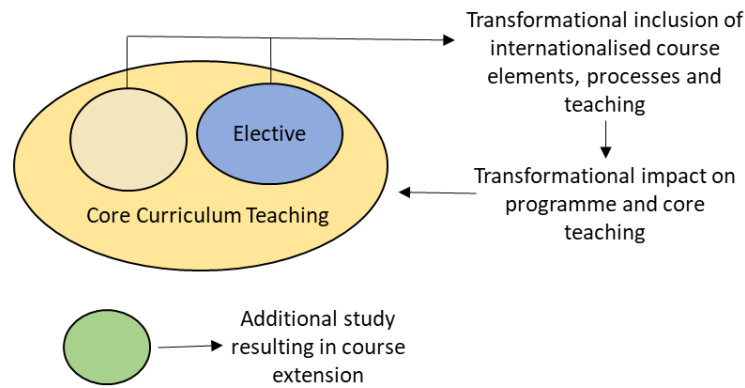 Transformational inclusion of
internationalised course
elements, processes and
teaching
Elective
Transformational impact on
programme and core
teaching
Core Curriculum Teaching
Additional study
resulting in course
extension